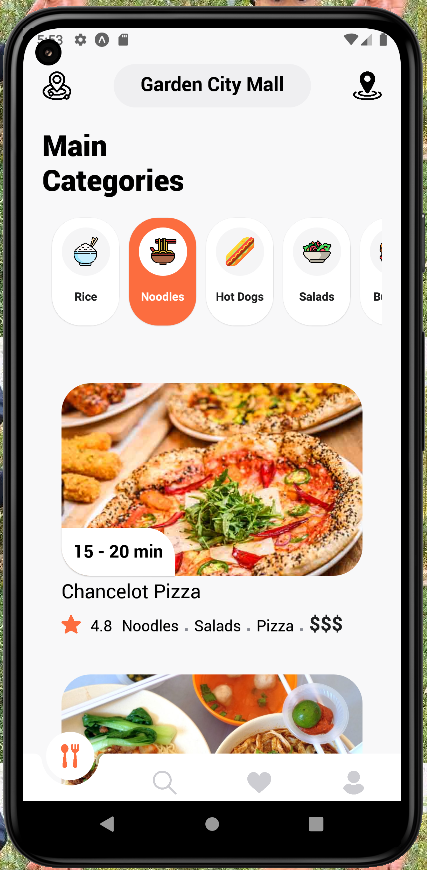 5:53
Garden City Mall
Main
Categories
Rice
Noodles
Hot Dogs
Salads
15 - 20 min
Chancelot Pizza
4.8 Noodles . Salads . Pizza . $$$